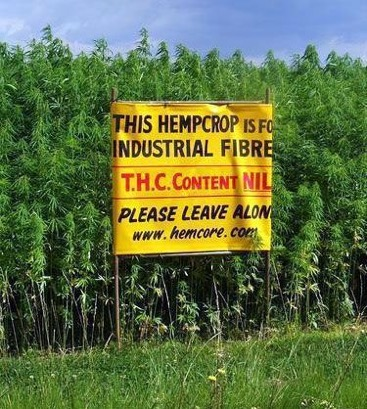 THIS HEMPCROP IS FO
INDUSTRIAL FIBRE
T.H.C. CONTENT NIL
PLEASE LEAVE ALON
www.hemcore.com